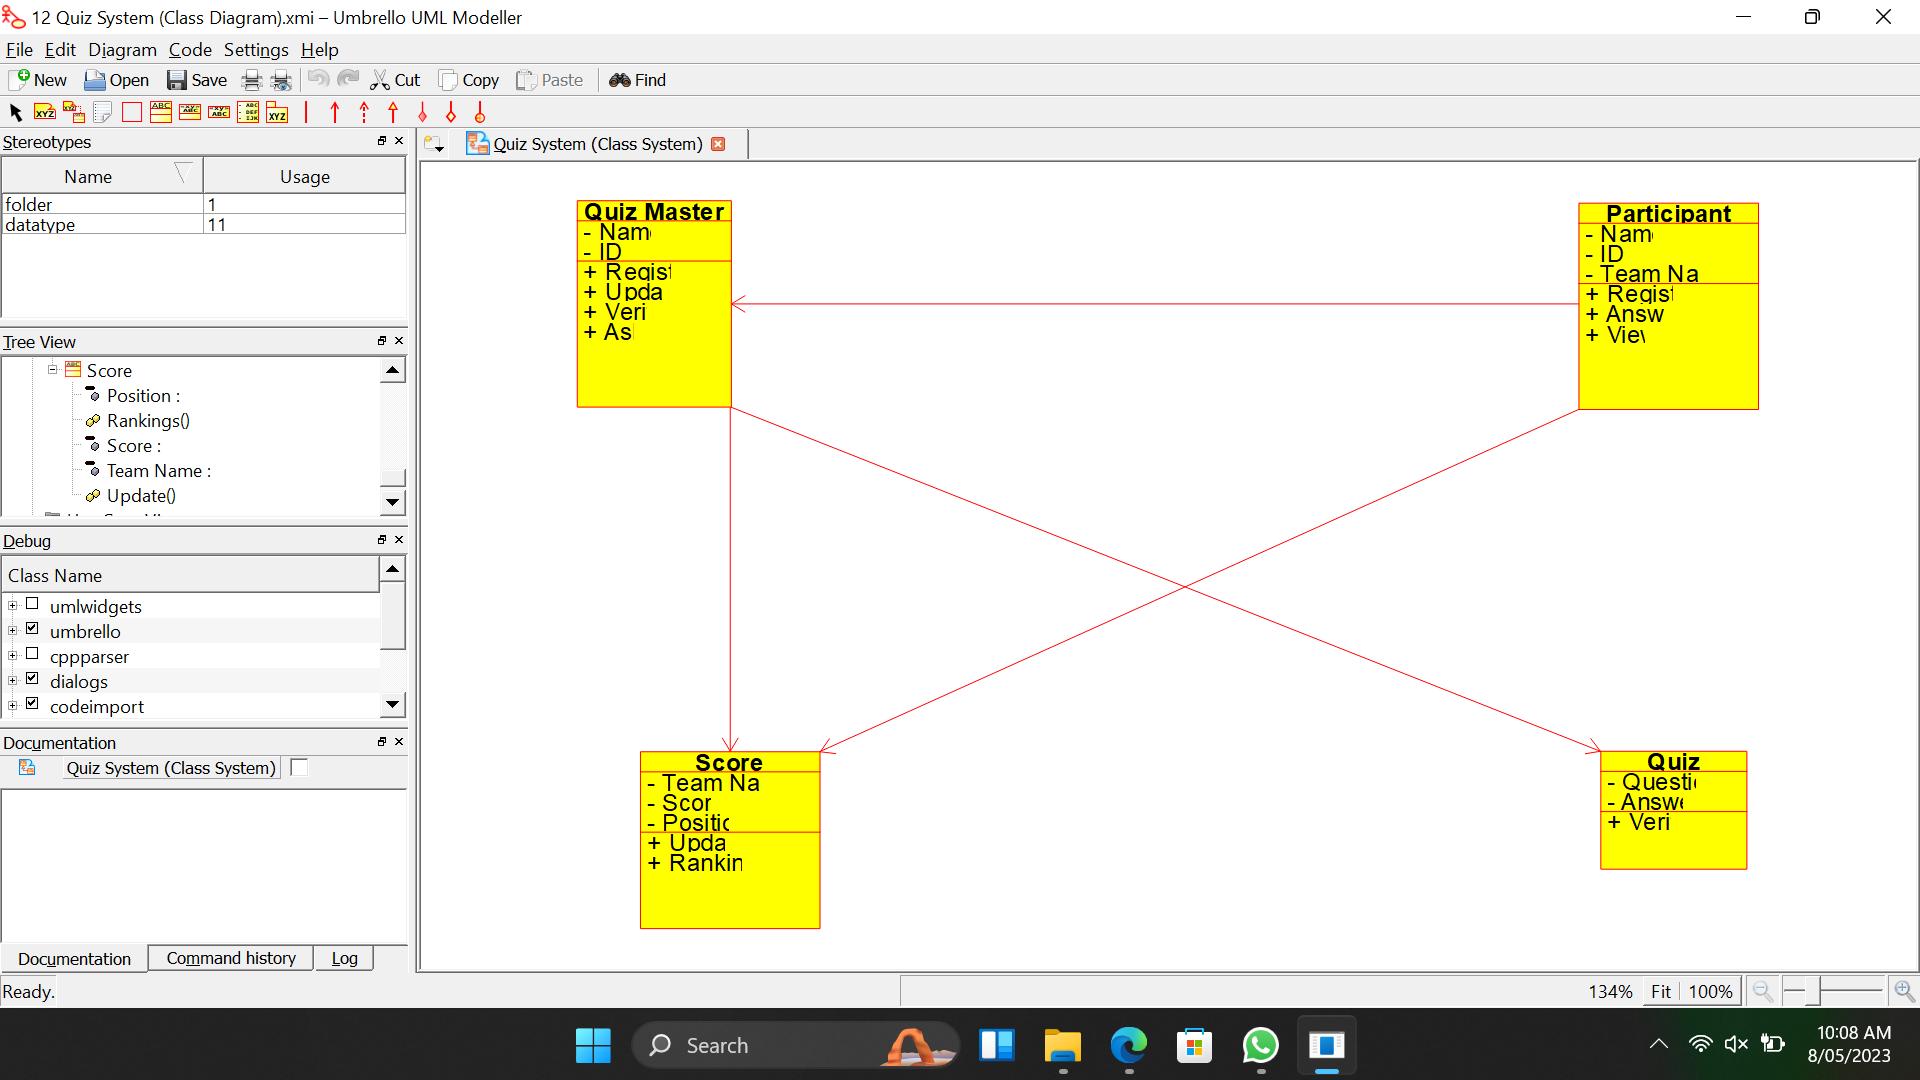 12 Quiz System (Class Diagram).xmi – Umbrello UML Modeller
File Edit Diagram Code Settings Help
New Open Save Cut Copy Paste Find
Stereotypes
Name Usage
folder 1
datatype 11
Tree View
Score
Position :
Rankings()
Score :
Team Name :
Update()
Debug
Class Name
umlwidgets
umbrello
cppparser
dialogs
codeimport
Documentation
Quiz System (Class System)
Documentation Command history Log
Ready.
Quiz System (Class System)
Quiz Master
- Nam
- ID
+ Regist
+ Upda
+ Veri
+ As
Participant
- Nam
- ID
- Team Na
+ Regist
+ Answ
+ Vie
Score
- Team Na
- Scor
- Positic
+ Upda
+ Rankin
Quiz
- Questi
- Answe
+ Veri
134% Fit 100%
Search
10:08 AM
8/05/2023